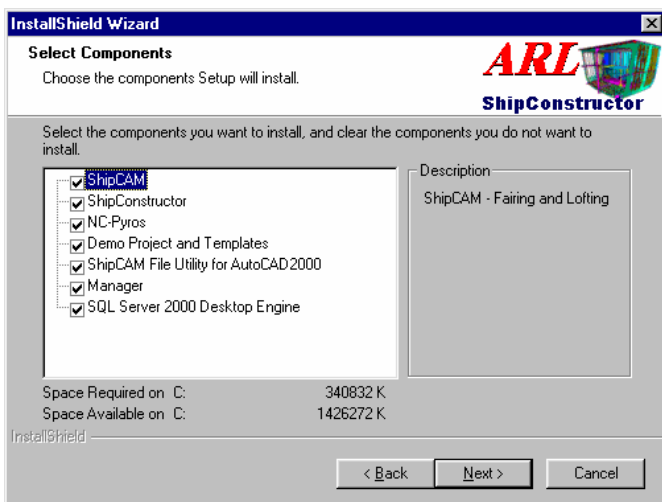 InstallShield Wizard
Select Components
Choose the components Setup will install.
ARL
ShipConstructor
Select the components you want to install, and clear the components you do not want to
install.
ShipCAM
ShipConstructor
NC-Pyros
Demo Project and Templates
ShipCAM File Utility for AutoCAD2000
Manager
SQL Server 2000 Desktop Engine
Description
ShipCAM - Fairing and Lofting
Space Required on C: 340832 K
Space Available on C: 1426272 K
InstallShield
< Back
Next >
Cancel